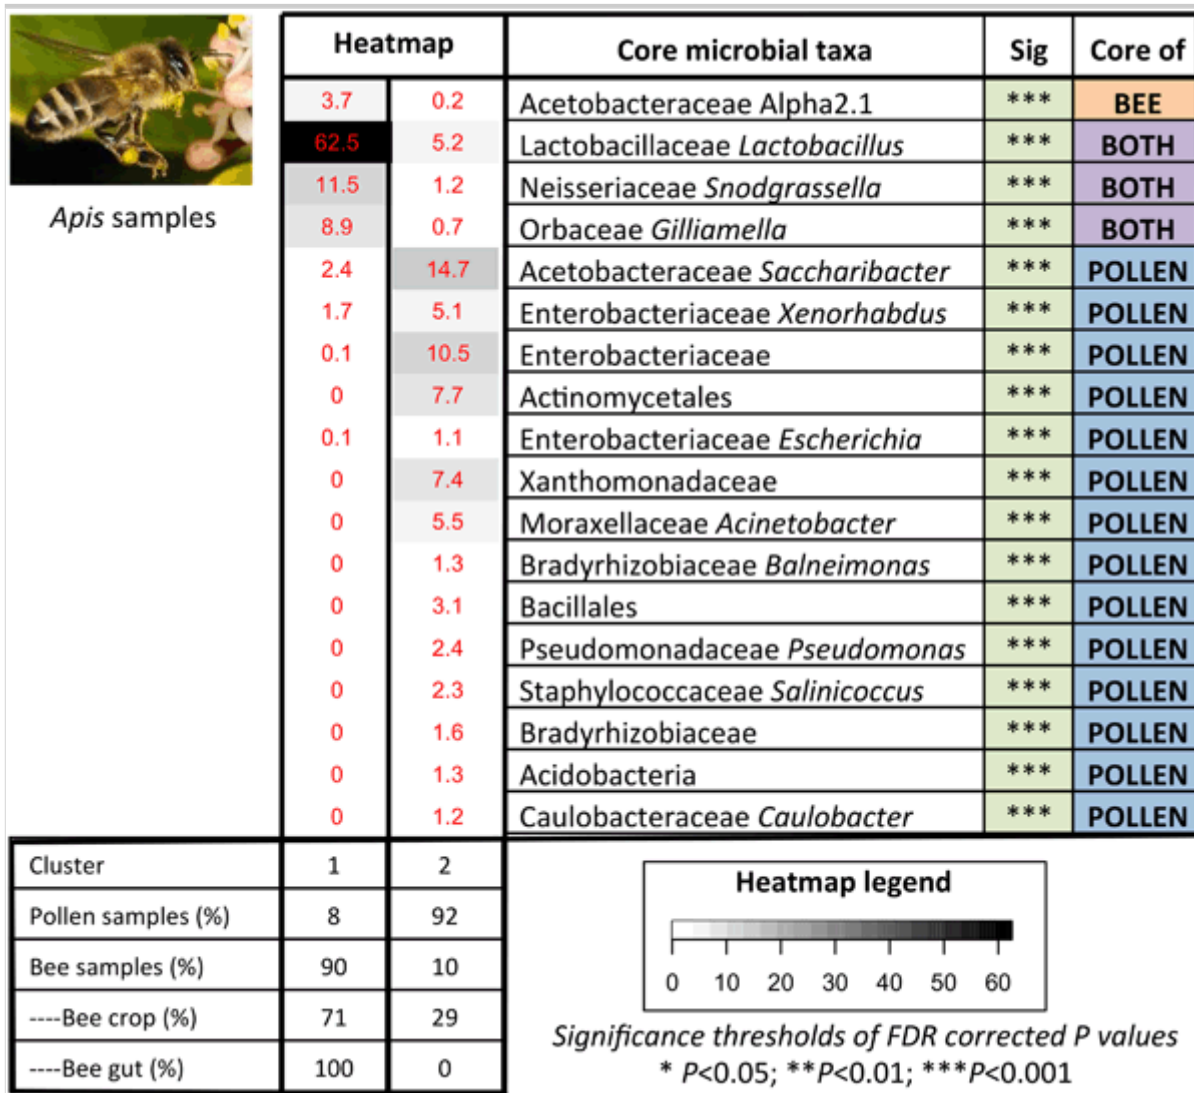 Heatmap Core microbial taxa Sig Core of
3.7 0.2 Acetobacteraceae Alpha2.1 *** BEE
62.5 5.2 Lactobacillaceae Lactobacillus *** BOTH
11.5 1.2 Neisseriaceae Snodgrassella *** BOTH
Apis samples
8.9 0.7 Orbaceae Gilliamella *** BOTH
2.4 14.7 Acetobacteraceae Saccharibacter *** POLLEN
1.7 5.1 Enterobacteriaceae Xenorhabdus *** POLLEN
0.1 10.5 Enterobacteriaceae *** POLLEN
0 7.7 Actinomycetales *** POLLEN
0.1 1.1 Enterobacteriaceae Escherichia *** POLLEN
0 7.4 Xanthomonadaceae *** POLLEN
0 5.5 Moraxellaceae Acinetobacter *** POLLEN
0 1.3 Bradyrhizobiaceae Balneimonas *** POLLEN
0 3.1 Bacillales *** POLLEN
0 2.4 Pseudomonadaceae Pseudomonas *** POLLEN
0 2.3 Staphylococcaceae Salinicoccus *** POLLEN
0 1.6 Bradyrhizobiaceae *** POLLEN
0 1.3 Acidobacteria *** POLLEN
0 1.2 Caulobacteraceae Caulobacter *** POLLEN
Cluster 1 2
Pollen samples (%) 8 92
Bee samples (%) 90 10
----Bee crop (%) 71 29
----Bee gut (%) 100 0
Heatmap legend
0 10 20 30 40 50 60
Significance thresholds of FDR corrected P values
* P<0.05; **P<0.01; ***P<0.001